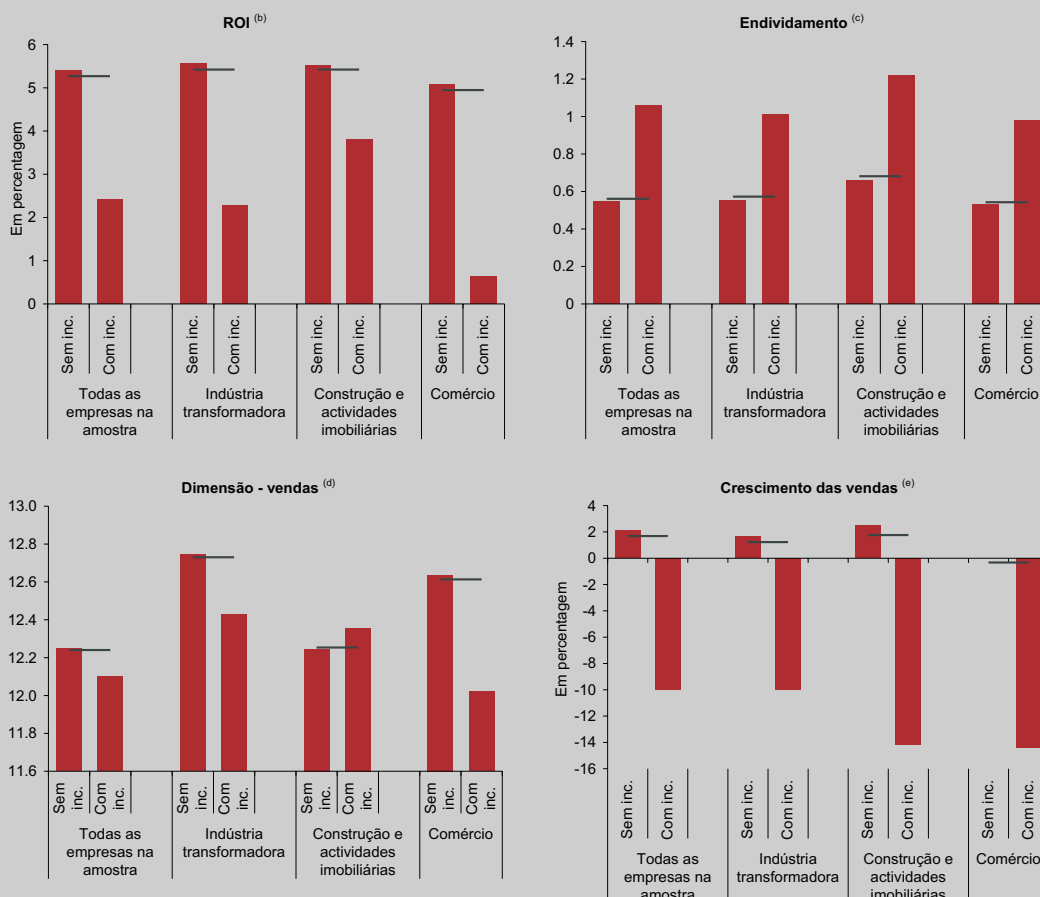 ROI (b)
Em percentagem
6
5
4
3
2
1
0
Sem inc.
Com inc.
Sem inc.
Com inc.
Sem inc.
Com inc.
Sem inc.
Com inc.
Todas as
empresas na
amostra
Indústria
transformadora
Construção e
actividades
imobiliárias
Comércio
Endividamento (c)
1.4
1.2
1
0.8
0.6
0.4
0.2
0
Sem inc.
Com inc.
Sem inc.
Com inc.
Sem inc.
Com inc.
Sem inc.
Com inc.
Todas as
empresas na
amostra
Indústria
transformadora
Construção e
actividades
imobiliárias
Comércio
Dimensão - vendas (d)
13.0
12.8
12.6
12.4
12.2
12.0
11.8
11.6
Sem
inc.
Com
inc.
Sem
inc.
Com
inc.
Sem
inc.
Com
inc.
Sem
inc.
Com
inc.
Todas as
empresas na
amostra
Indústria
transformadora
Construção e
actividades
imobiliárias
Comércio
Crescimento das vendas (e)
Em percentagem
4
2
0
-2
-4
-6
-8
-10
-12
-14
-16
Sem inc.
Com inc.
Sem inc.
Com inc.
Sem inc.
Com inc.
Sem inc.
Com inc.
Todas as
empresas na
amostra
Indústria
transformadora
Construção e
actividades
imobiliárias
Comércio